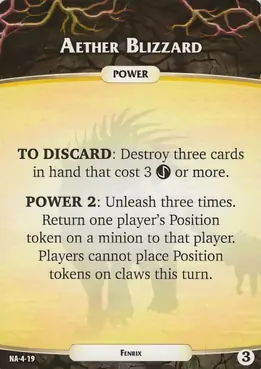 AETHER BLIZZARD
POWER
TO DISCARD: Destroy three cards
in hand that cost 3 or more.
POWER 2: Unleash three times.
Return one player's Position
token on a minion to that player.
Players cannot place Position
tokens on claws this turn.
NA-4-19
FENRIX
3